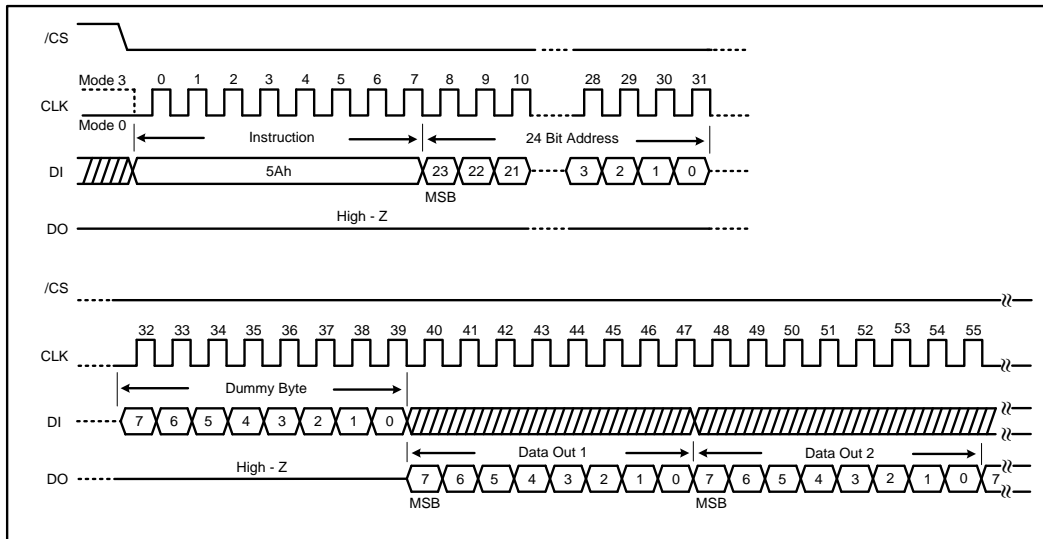 /CS
Mode 3 0 1 2 3 4 5 6 7 8 9 10 28 29 30 31
CLK
Mode 0
Instruction 24 Bit Address
DI 5Ah 23 22 21 3 2 1 0
MSB
High - Z
DO
/CS
32 33 34 35 36 37 38 39 40 41 42 43 44 45 46 47 48 49 50 51 52 53 54 55
CLK
Dummy Byte
DI 7 6 5 4 3 2 1 0
Data Out 1 Data Out 2
High - Z
DO 7 6 5 4 3 2 1 0 7 6 5 4 3 2 1 0 7
MSB MSB